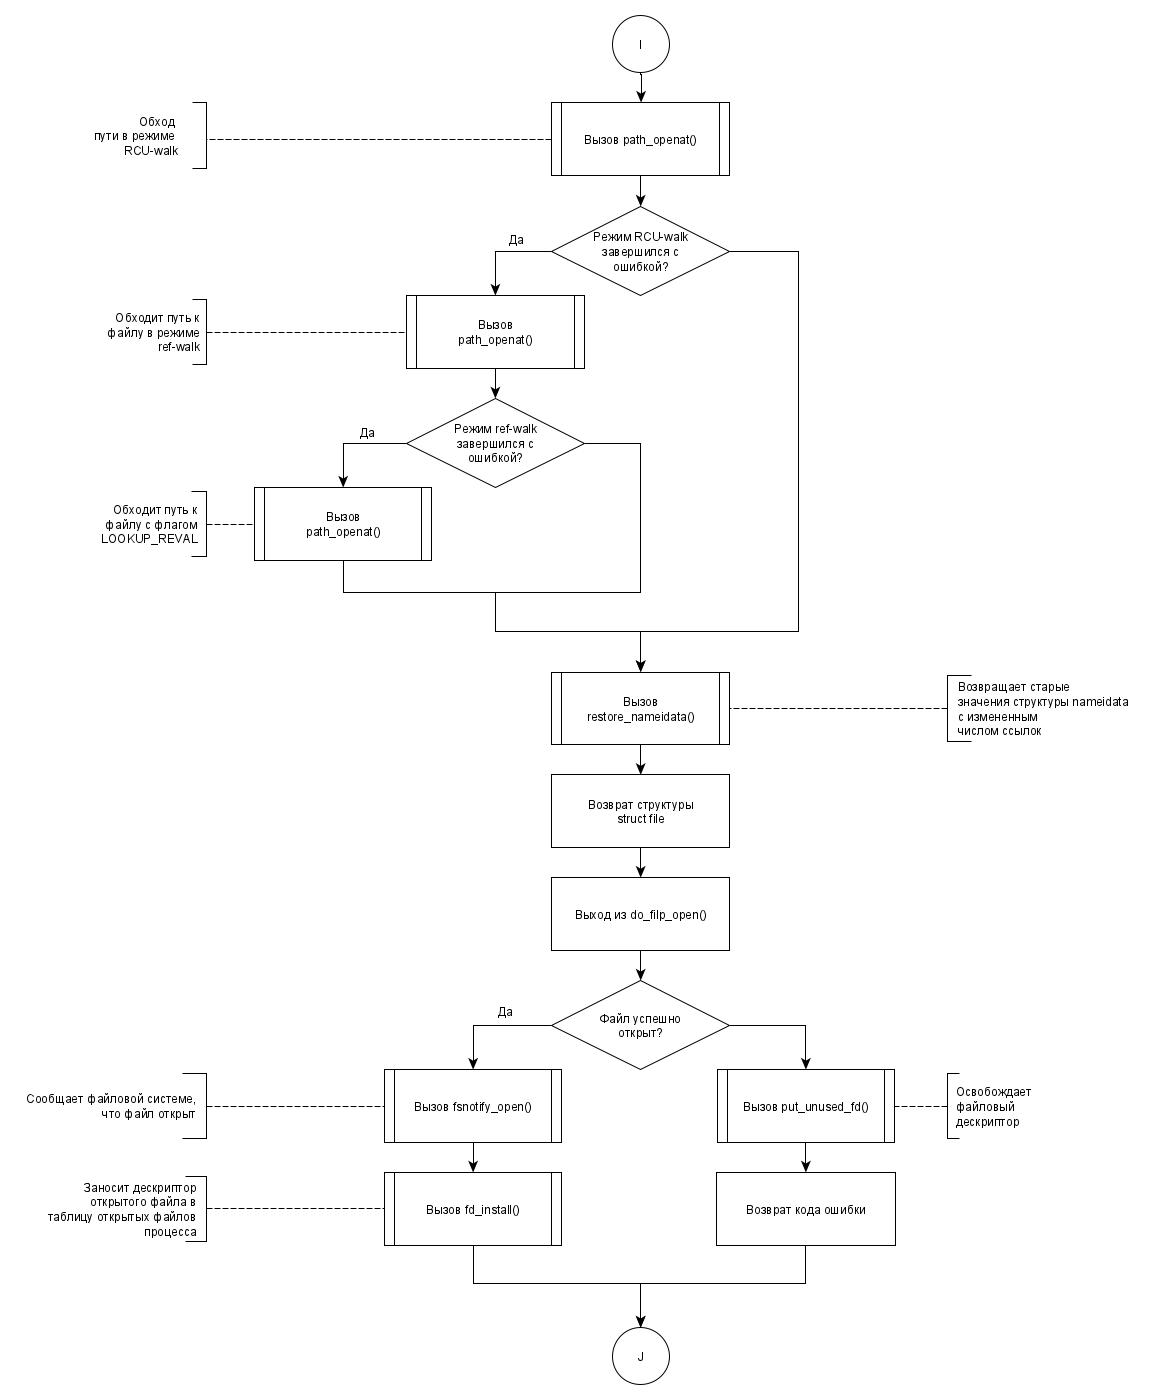 I
Обход
пути в режиме
RCU-walk
Вызов path_openat()
Режим RCU-walk
завершился с
ошибкой?
Да
Обходит путь к
файлу в режиме
ref-walk
Вызов
path_openat()
Режим ref-walk
завершился с
ошибкой?
Да
Обходит путь к
файлу с флагом
LOOKUP_REVAL
Вызов
path_openat()
Вызов
restore_nameidata()
Возвращает старые
значения структуры nameidata
с измененным
числом ссылок
Возврат структуры
struct file
Выход из do_filp_open()
Файл успешно
открыт?
Да
Сообщает файловой системе,
что файл открыт
Вызов fsnotify_open()
Вызов put_unused_fd()
Освобождает
файловый
дескриптор
Заносит дескриптор
открытого файла в
таблицу открытых файлов
процесса
Вызов fd_install()
Возврат кода ошибки
J